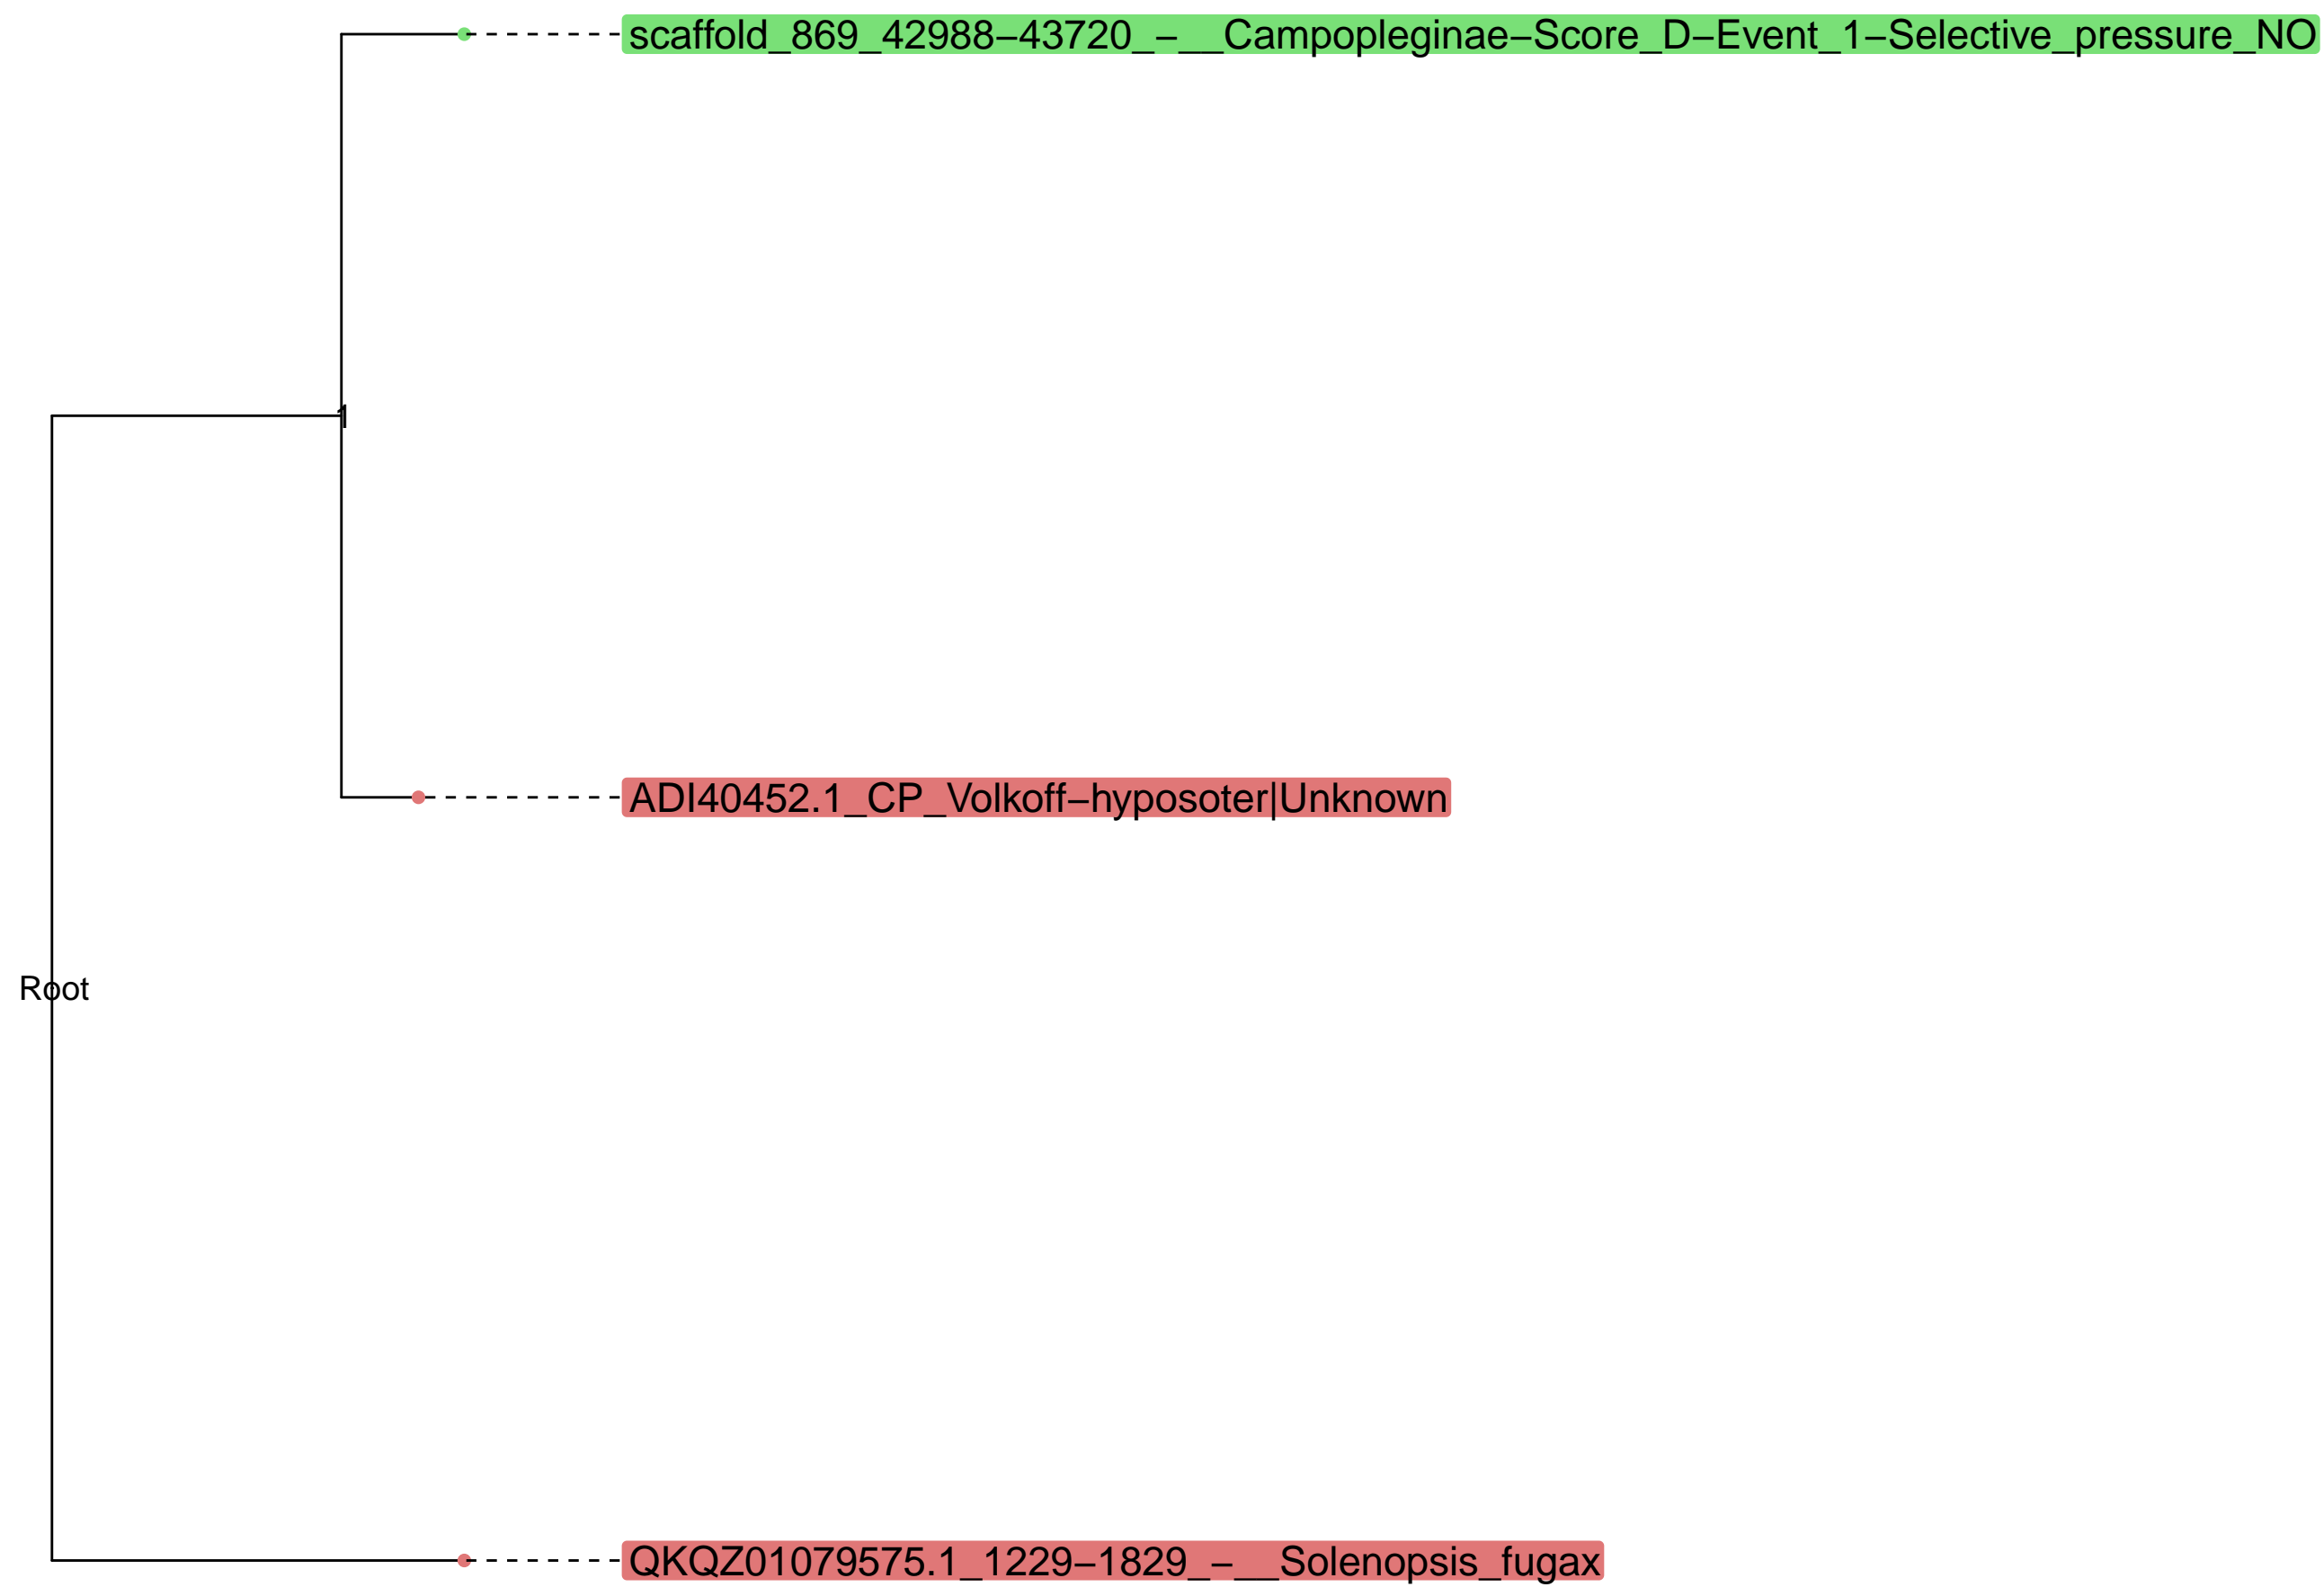 scaffold_869_42988−43720_−__Campopleginae−Score_D−Event_1−Selective_pressure_NO
1
ADI40452.1_CP_Volkoff−hyposoter|Unknown
Root
QKQZ01079575.1_1229−1829_−__Solenopsis_fugax